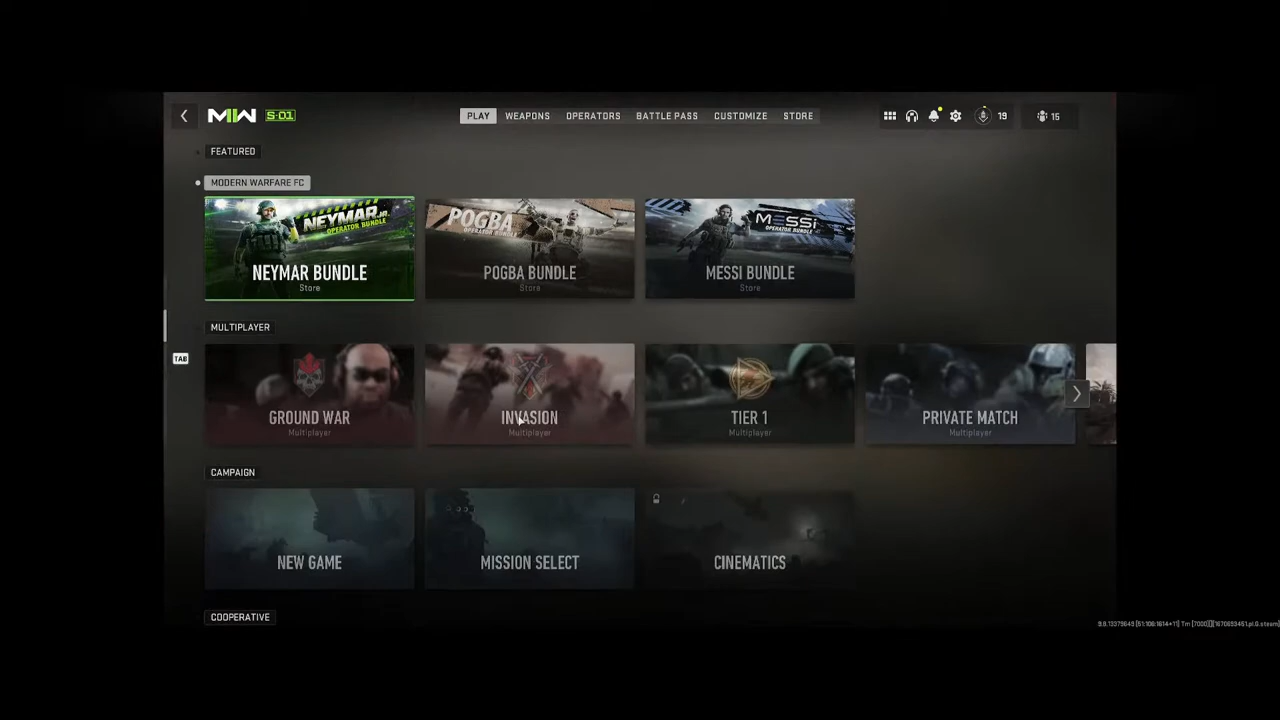 MW S-01
PLAY WEAPONS OPERATORS BATTLE PASS CUSTOMIZE STORE
19
15
FEATURED
MODERN WARFARE FC
NEYMAR JR.
OPERATOR BUNDLE
NEYMAR BUNDLE
Store
POGBA
OPERATOR BUNDLE
POGBA BUNDLE
Store
MESSI
OPERATOR BUNDLE
MESSI BUNDLE
Store
MULTIPLAYER
TAB
GROUND WAR
Multiplayer
INVASION
Multiplayer
TIER 1
Multiplayer
PRIVATE MATCH
Multiplayer
CAMPAIGN
NEW GAME
MISSION SELECT
CINEMATICS
COOPERATIVE